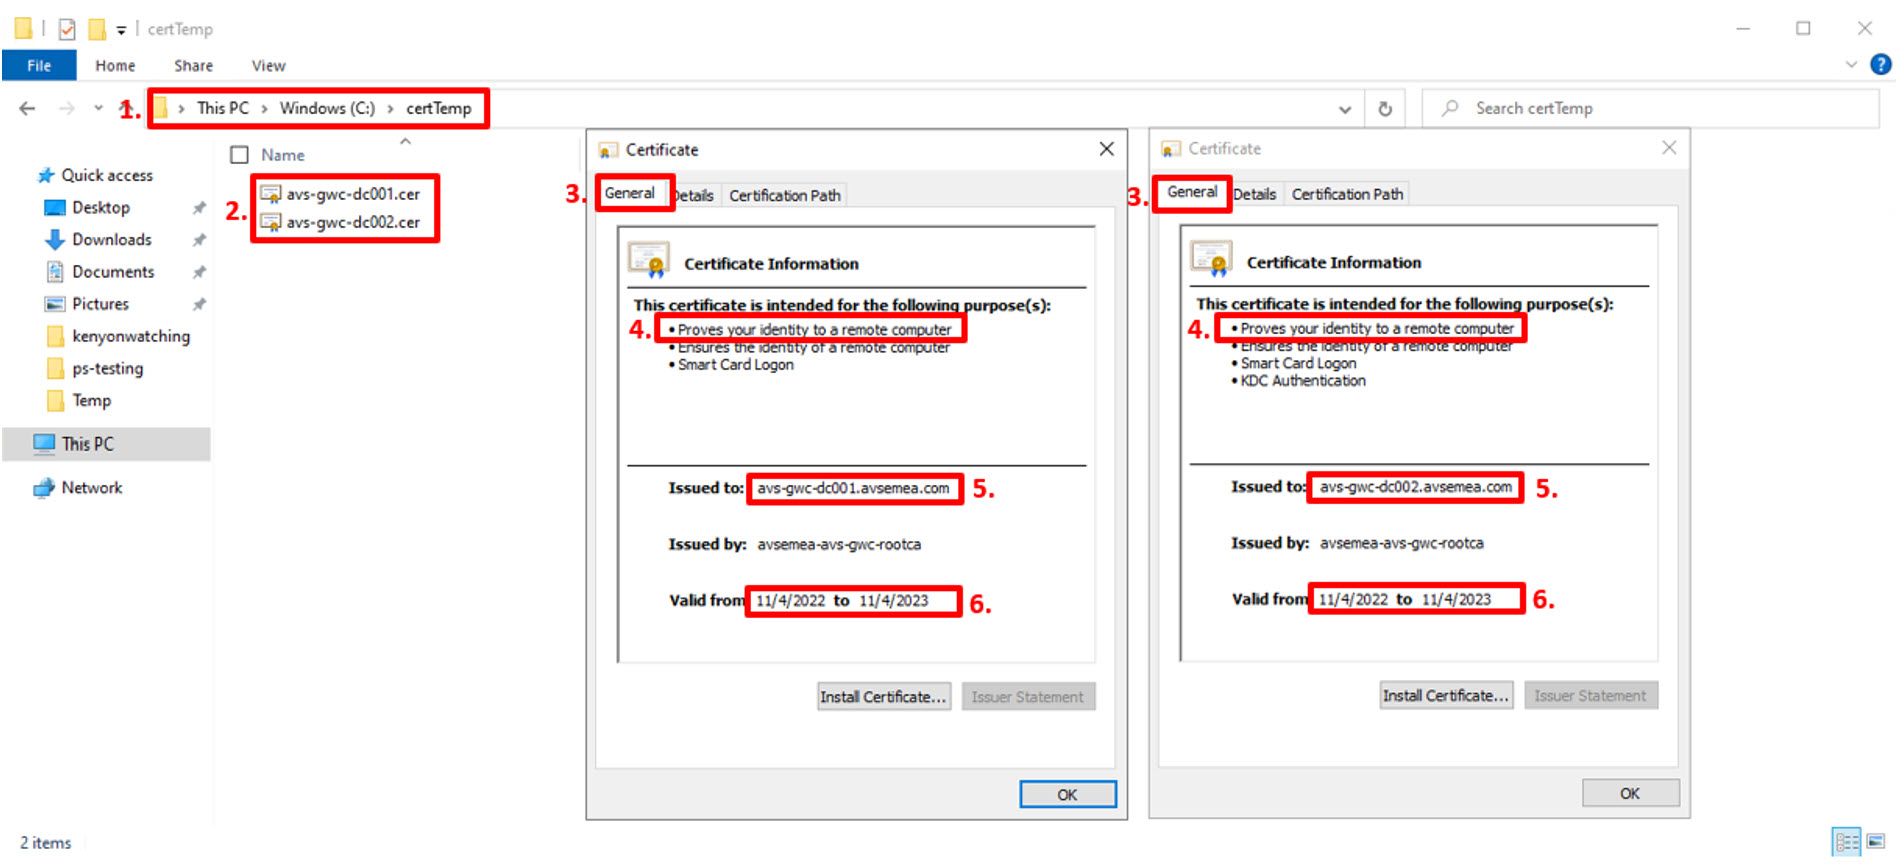 certTemp
File Home Share View
1. This PC Windows (C:) certTemp
Search certTemp
Name
Quick access
Desktop
Downloads
Documents
Pictures
kenyonwatching
ps-testing
Temp
This PC
Network
2. avs-gwc-dc001.cer
avs-gwc-dc002.cer
Certificate
3. General Details Certification Path
Certificate Information
This certificate is intended for the following purpose(s):
4. • Proves your identity to a remote computer
• Ensures the identity of a remote computer
• Smart Card Logon
Issued to: avs-gwc-dc001.avsemea.com 5.
Issued by: avsemea-avs-gwc-rootca
Valid from 11/4/2022 to 11/4/2023 6.
Install Certificate... Issuer Statement
OK
Certificate
3. General Details Certification Path
Certificate Information
This certificate is intended for the following purpose(s):
4. • Proves your identity to a remote computer
• Ensures the identity of a remote computer
• Smart Card Logon
• KDC Authentication
Issued to: avs-gwc-dc002.avsemea.com 5.
Issued by: avsemea-avs-gwc-rootca
Valid from 11/4/2022 to 11/4/2023 6.
Install Certificate... Issuer Statement
OK
2 items